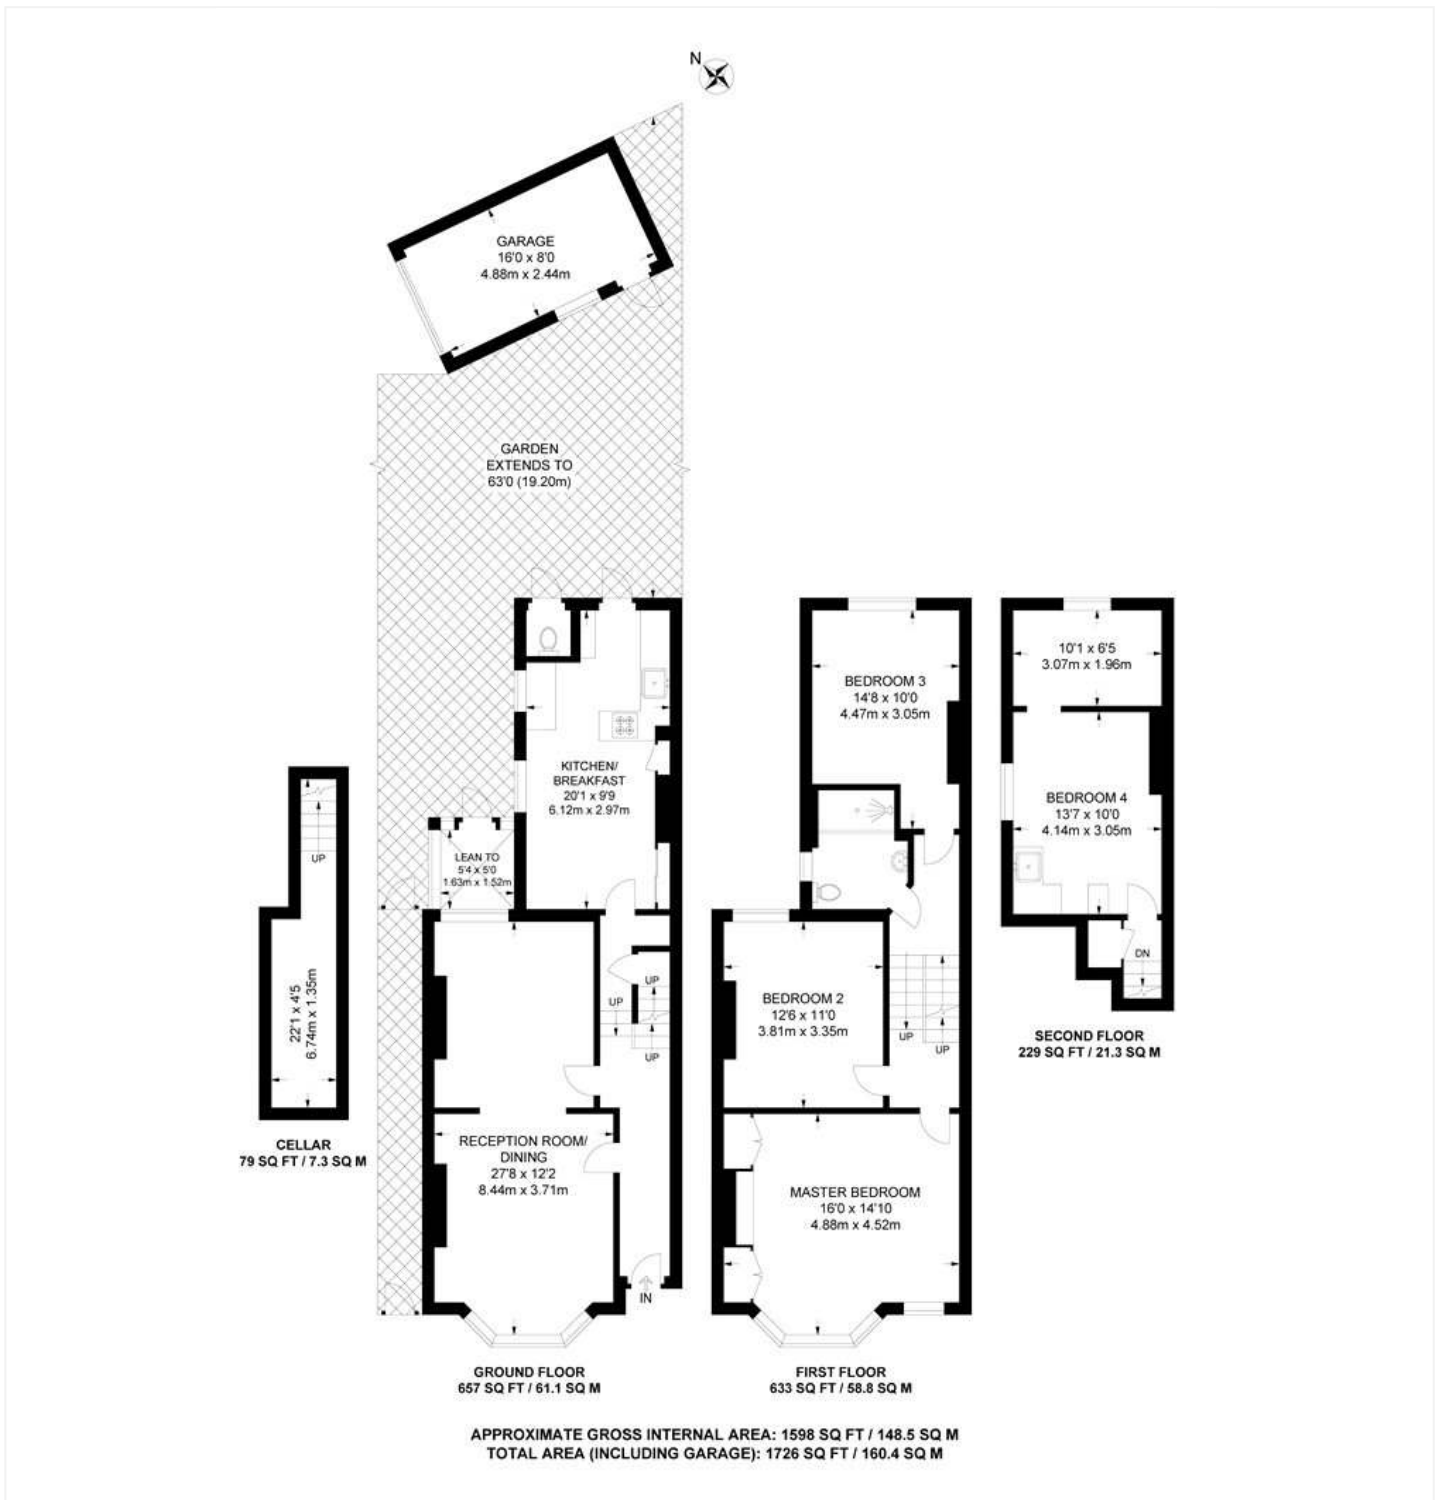 N
GARAGE
16'0 x 8'0
4.88m x 2.44m
GARDEN
EXTENDS TO
63'0 (19.20m)
KITCHEN/
BREAKFAST
20'1 x 9'9
6.12m x 2.97m
LEAN TO
5'4 x 5'0
1.63m x 1.52m
UP
22'1 x 4'5
6.74m x 1.35m
CELLAR
79 SQ FT / 7.3 SQ M
UP
UP
UP
RECEPTION ROOM/
DINING
27'8 x 12'2
8.44m x 3.71m
IN
GROUND FLOOR
657 SQ FT / 61.1 SQ M
BEDROOM 3
14'8 x 10'0
4.47m x 3.05m
BEDROOM 2
12'6 x 11'0
3.81m x 3.35m
UP
UP
MASTER BEDROOM
16'0 x 14'10
4.88m x 4.52m
FIRST FLOOR
633 SQ FT / 58.8 SQ M
10'1 x 6'5
3.07m x 1.96m
BEDROOM 4
13'7 x 10'0
4.14m x 3.05m
DN
SECOND FLOOR
229 SQ FT / 21.3 SQ M
APPROXIMATE GROSS INTERNAL AREA: 1598 SQ FT / 148.5 SQ M
TOTAL AREA (INCLUDING GARAGE): 1726 SQ FT / 160.4 SQ M